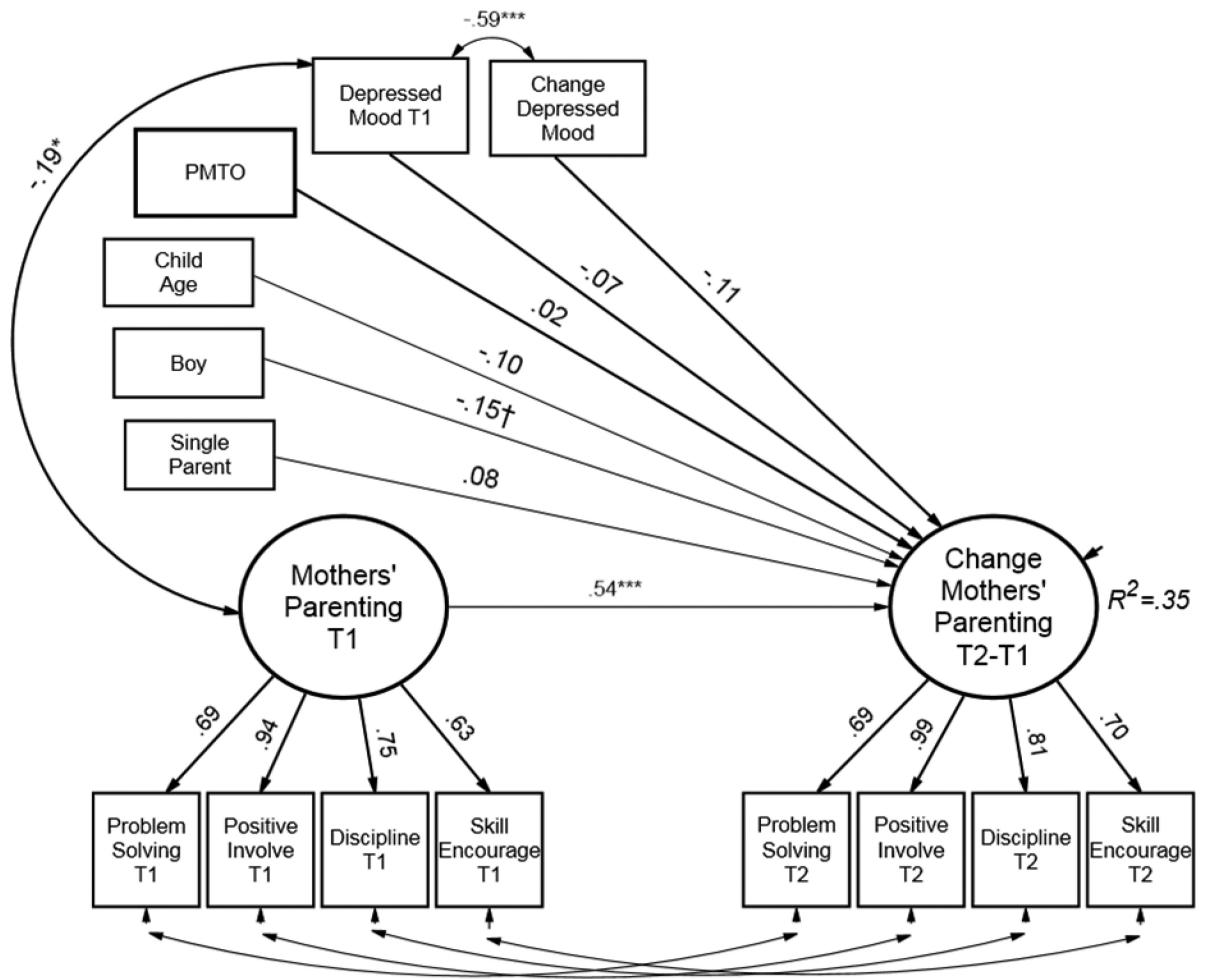 -.59***
Depressed
Mood T1
Change
Depressed
Mood
-.19*
PMTO
Child
Age
Boy
Single
Parent
-.07
-.11
.02
-.10
-.15†
.08
Mothers'
Parenting
T1
.54***
Change
Mothers'
Parenting
T2-T1
R²=.35
.69
.94
.75
.63
.69
.99
.81
.70
Problem
Solving
T1
Positive
Involve
T1
Discipline
T1
Skill
Encourage
T1
Problem
Solving
T2
Positive
Involve
T2
Discipline
T2
Skill
Encourage
T2